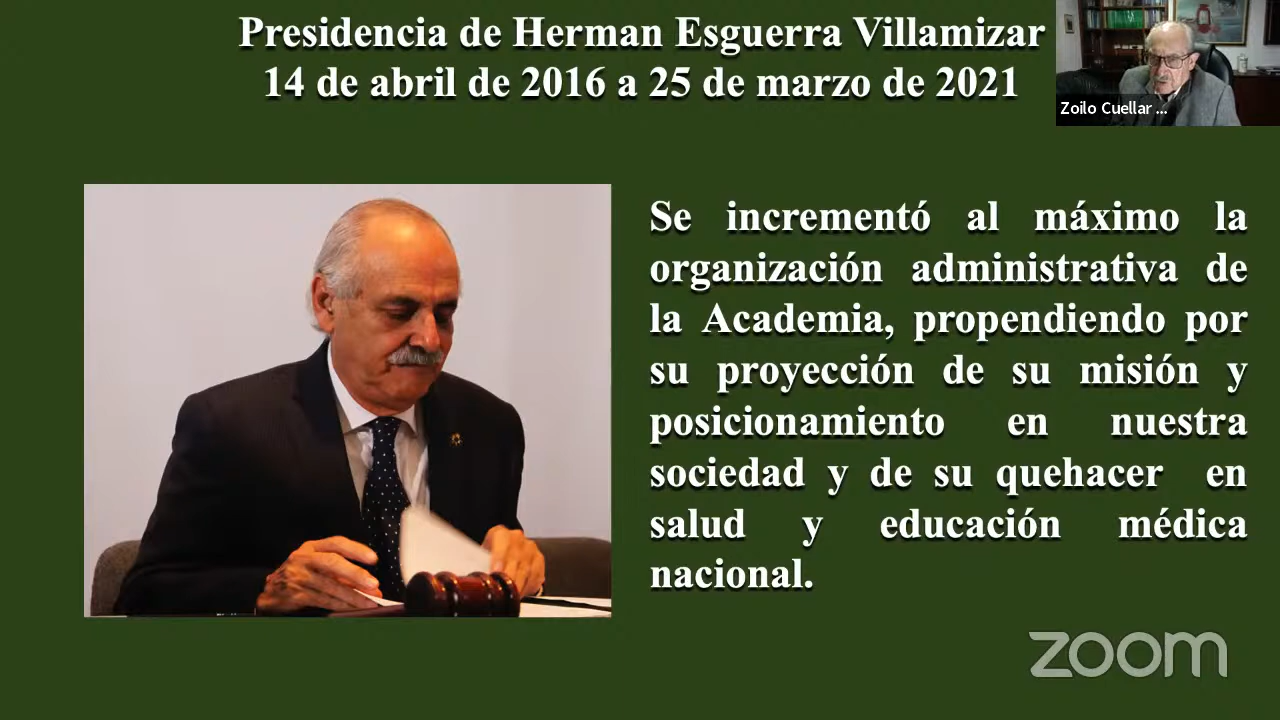 Presidencia de Herman Esguerra Villamizar
14 de abril de 2016 a 25 de marzo de 2021
Zoilo Cuellar ...
Se incrementó al máximo la
organización administrativa de
la Academia, propendiendo por
su proyección de su misión y
posicionamiento en nuestra
sociedad y de su quehacer en
salud y educación médica
nacional.
zoom